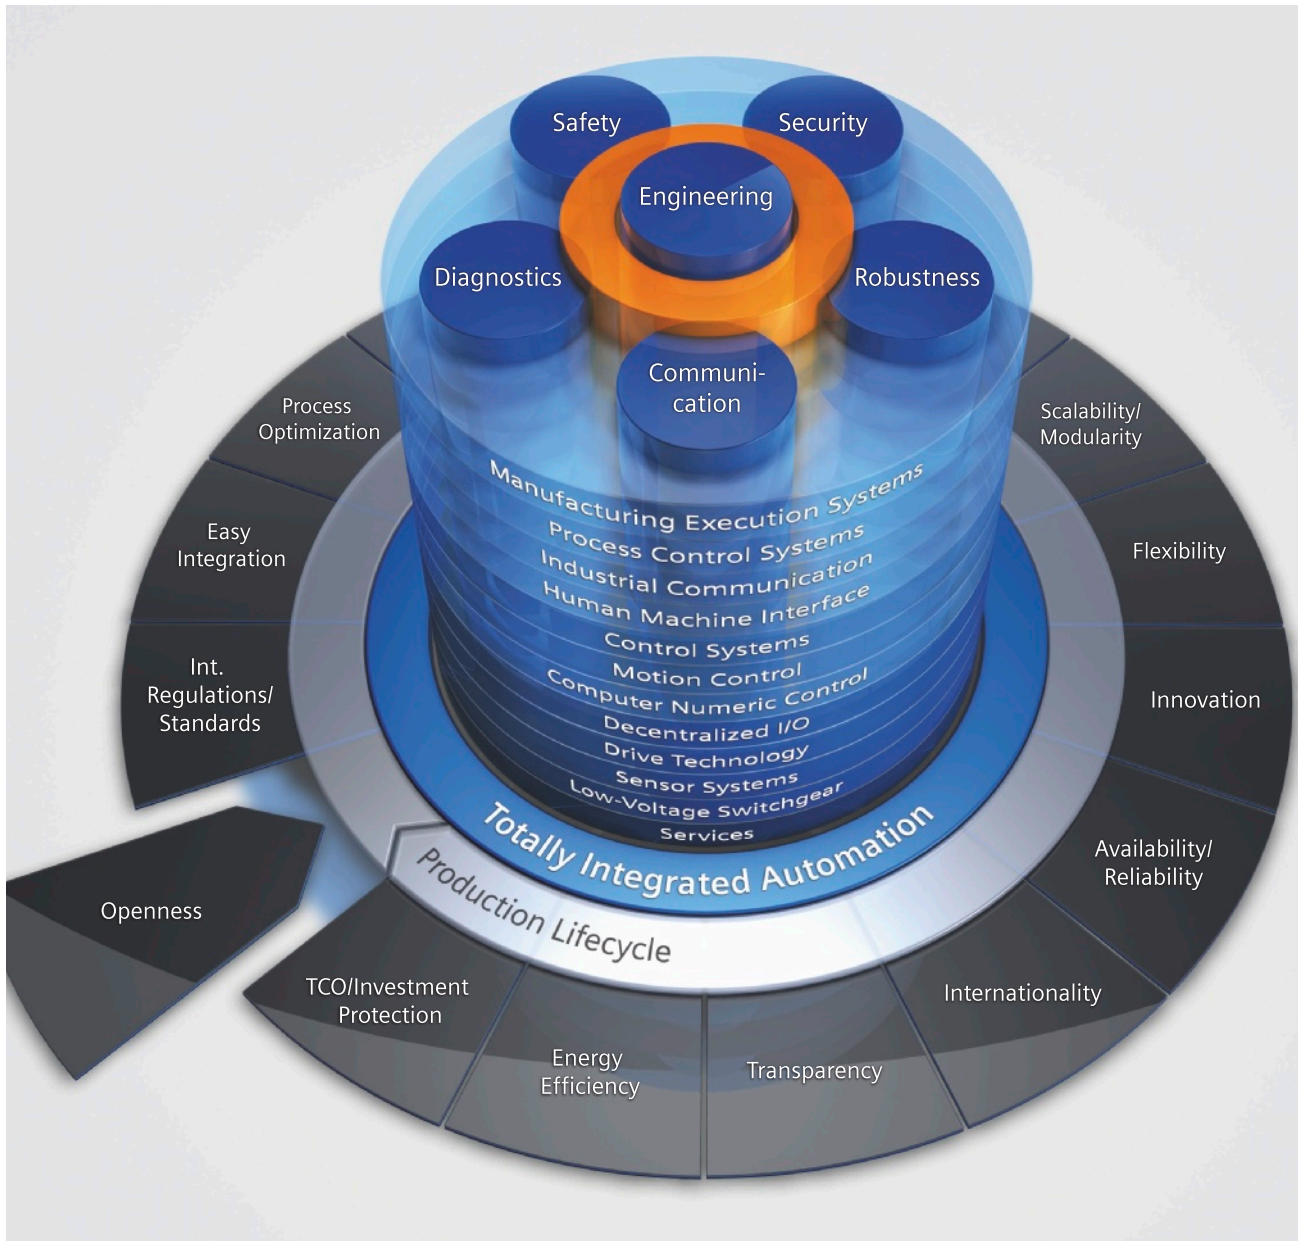 Safety
Security
Engineering
Diagnostics
Robustness
Communi-
cation
Manufacturing Execution Systems
Process Control Systems
Industrial Communication
Human Machine Interface
Control Systems
Motion Control
Computer Numeric Control
Decentralized I/O
Drive Technology
Sensor Systems
Low-Voltage Switchgear
Services
Totally Integrated Automation
Production Lifecycle
Process
Optimization
Easy
Integration
Int.
Regulations/
Standards
Openness
TCO/Investment
Protection
Energy
Efficiency
Transparency
Internationality
Availability/
Reliability
Innovation
Flexibility
Scalability/
Modularity